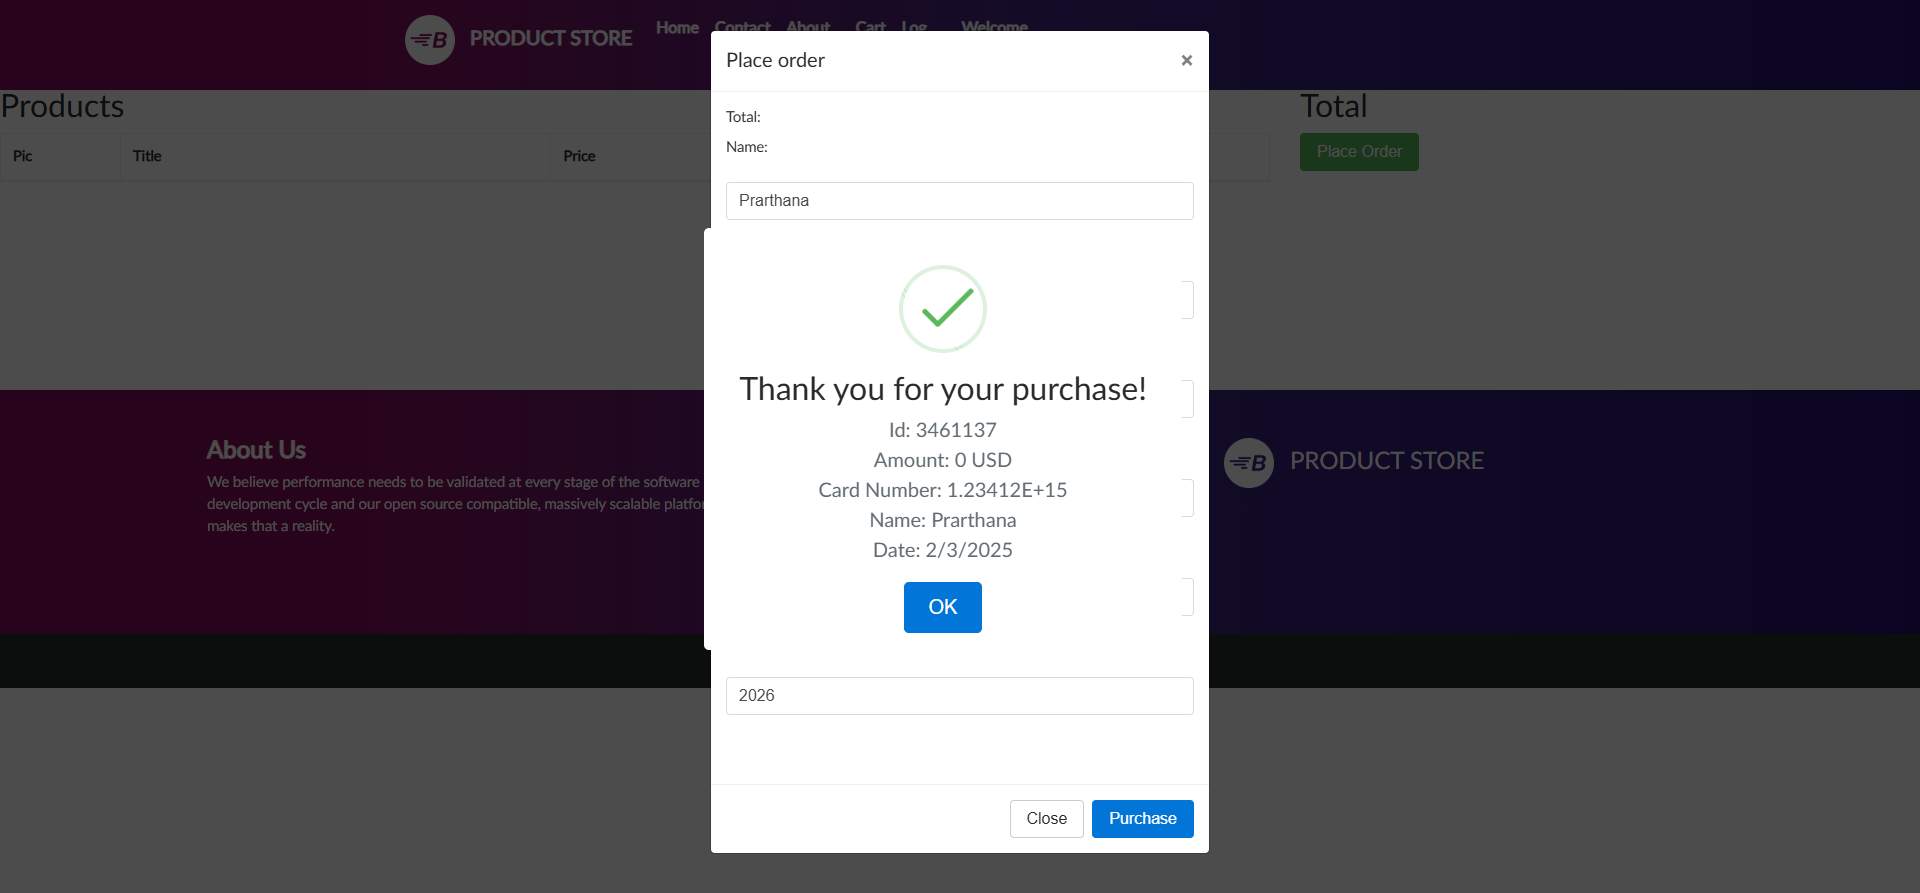 B PRODUCT STORE Home Contact About Cart Log Welcome
Place order ×
Products
Total
Total:
Name:
Pic Title Price
Place Order
Prarthana
Thank you for your purchase!
Id: 3461137
Amount: 0 USD
Card Number: 1.23412E+15
Name: Prarthana
Date: 2/3/2025
OK
About Us
We believe performance needs to be validated at every stage of the software
development cycle and our open source compatible, massively scalable
makes that a reality.
B PRODUCT STORE
2026
Close Purchase